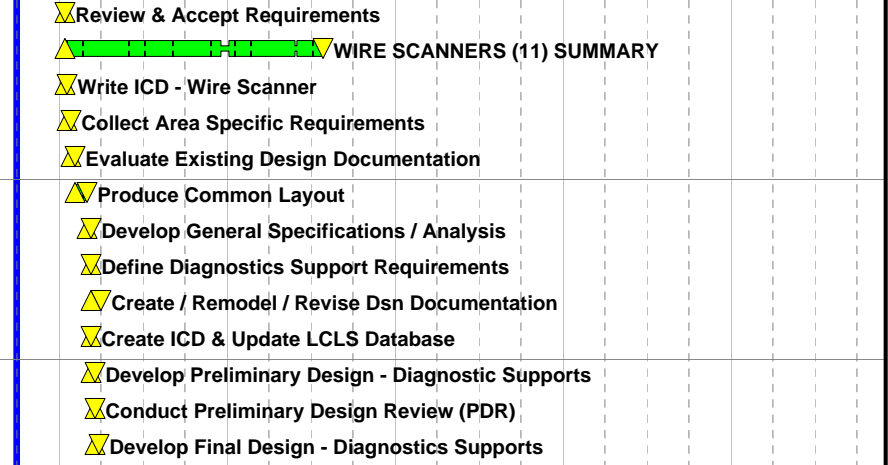 Review & Accept Requirements
WIRE SCANNERS (11) SUMMARY
Write ICD - Wire Scanner
Collect Area Specific Requirements
Evaluate Existing Design Documentation
Produce Common Layout
Develop General Specifications / Analysis
Define Diagnostics Support Requirements
Create / Remodel / Revise Dsn Documentation
Create ICD & Update LCLS Database
Develop Preliminary Design - Diagnostic Supports
Conduct Preliminary Design Review (PDR)
Develop Final Design - Diagnostics Supports